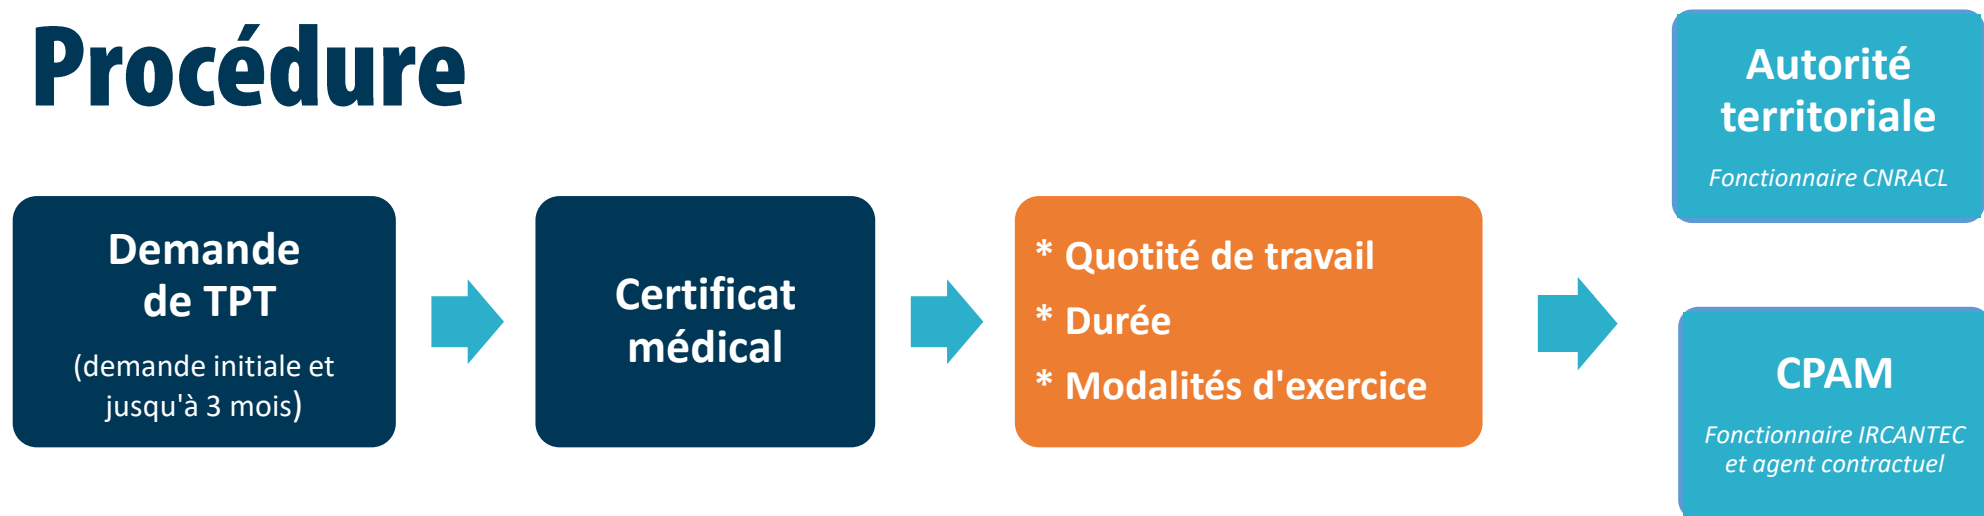 Procédure
Demande
de TPT
(demande initiale et
jusqu'à 3 mois)
Certificat
médical
* Quotité de travail
* Durée
* Modalités d'exercice
Autorité
territoriale
Fonctionnaire CNRACL
CPAM
Fonctionnaire IRCANTEC
et agent contractuel